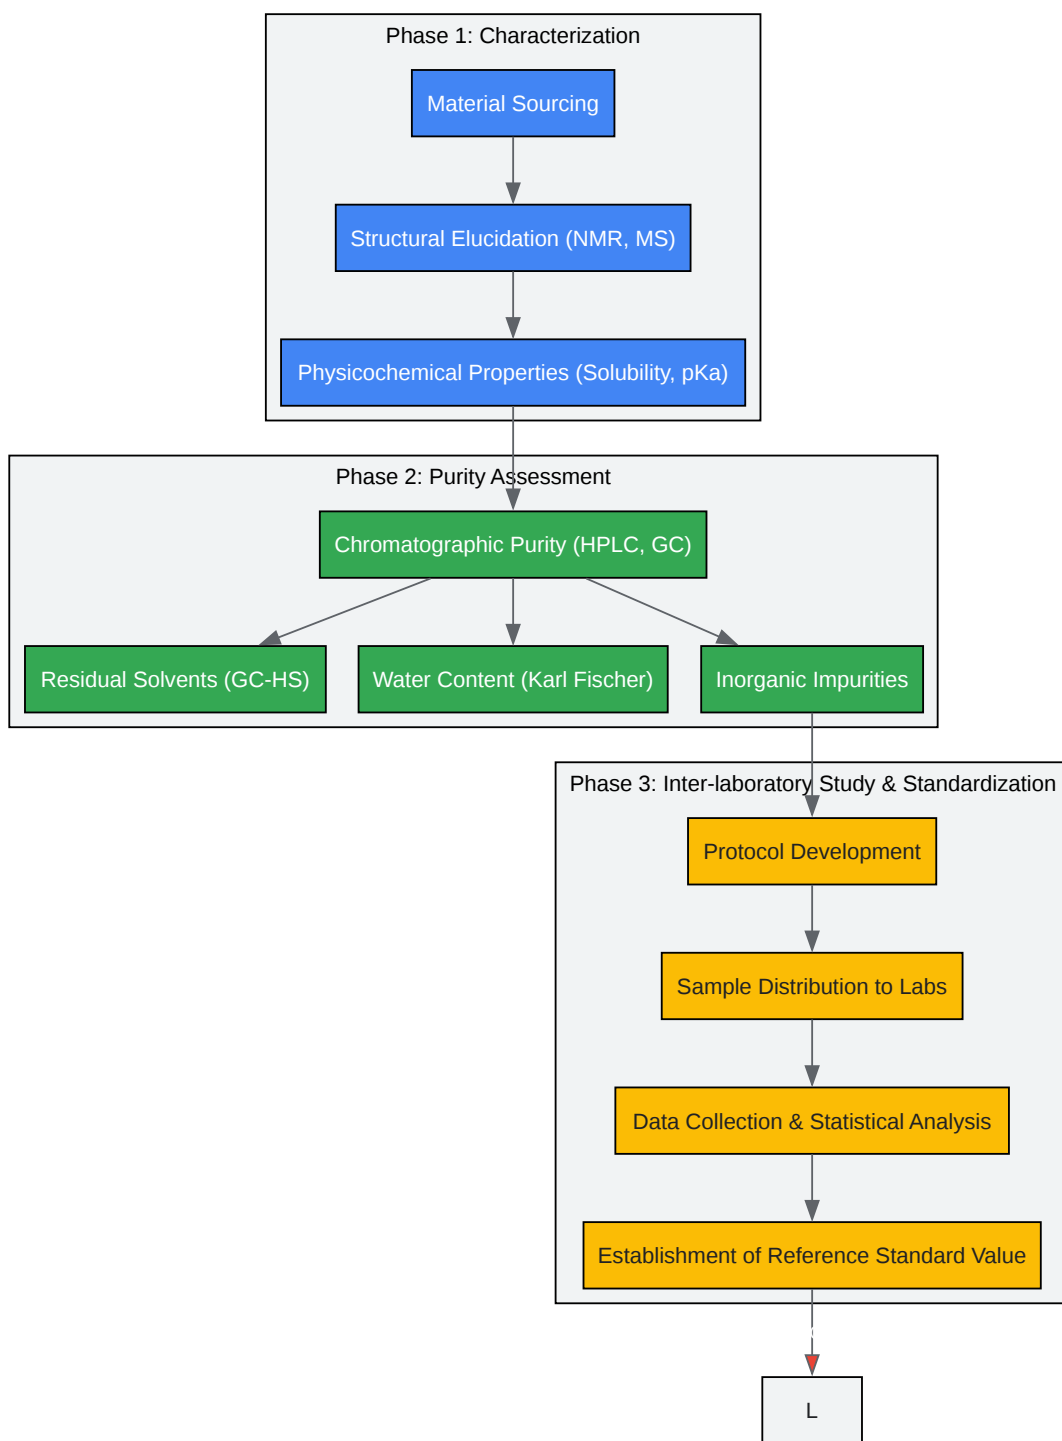 Phase 1: Characterization
Material Sourcing
Structural Elucidation (NMR, MS)
Physicochemical Properties (Solubility, pKa)
Phase 2: Purity Assessment
Chromatographic Purity (HPLC, GC)
Residual Solvents (GC-HS)
Water Content (Karl Fischer)
Inorganic Impurities
Phase 3: Inter-laboratory Study & Standardization
Protocol Development
Sample Distribution to Labs
Data Collection & Statistical Analysis
Establishment of Reference Standard Value
L